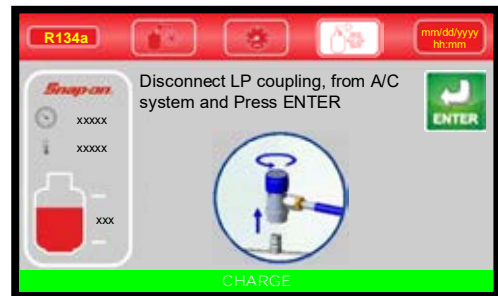 R134a
mm/dd/yyyy
hh:mm
Snap-on
xxxxx
xxxxx
xxx
Disconnect LP coupling, from A/C
system and Press ENTER
ENTER
CHARGE